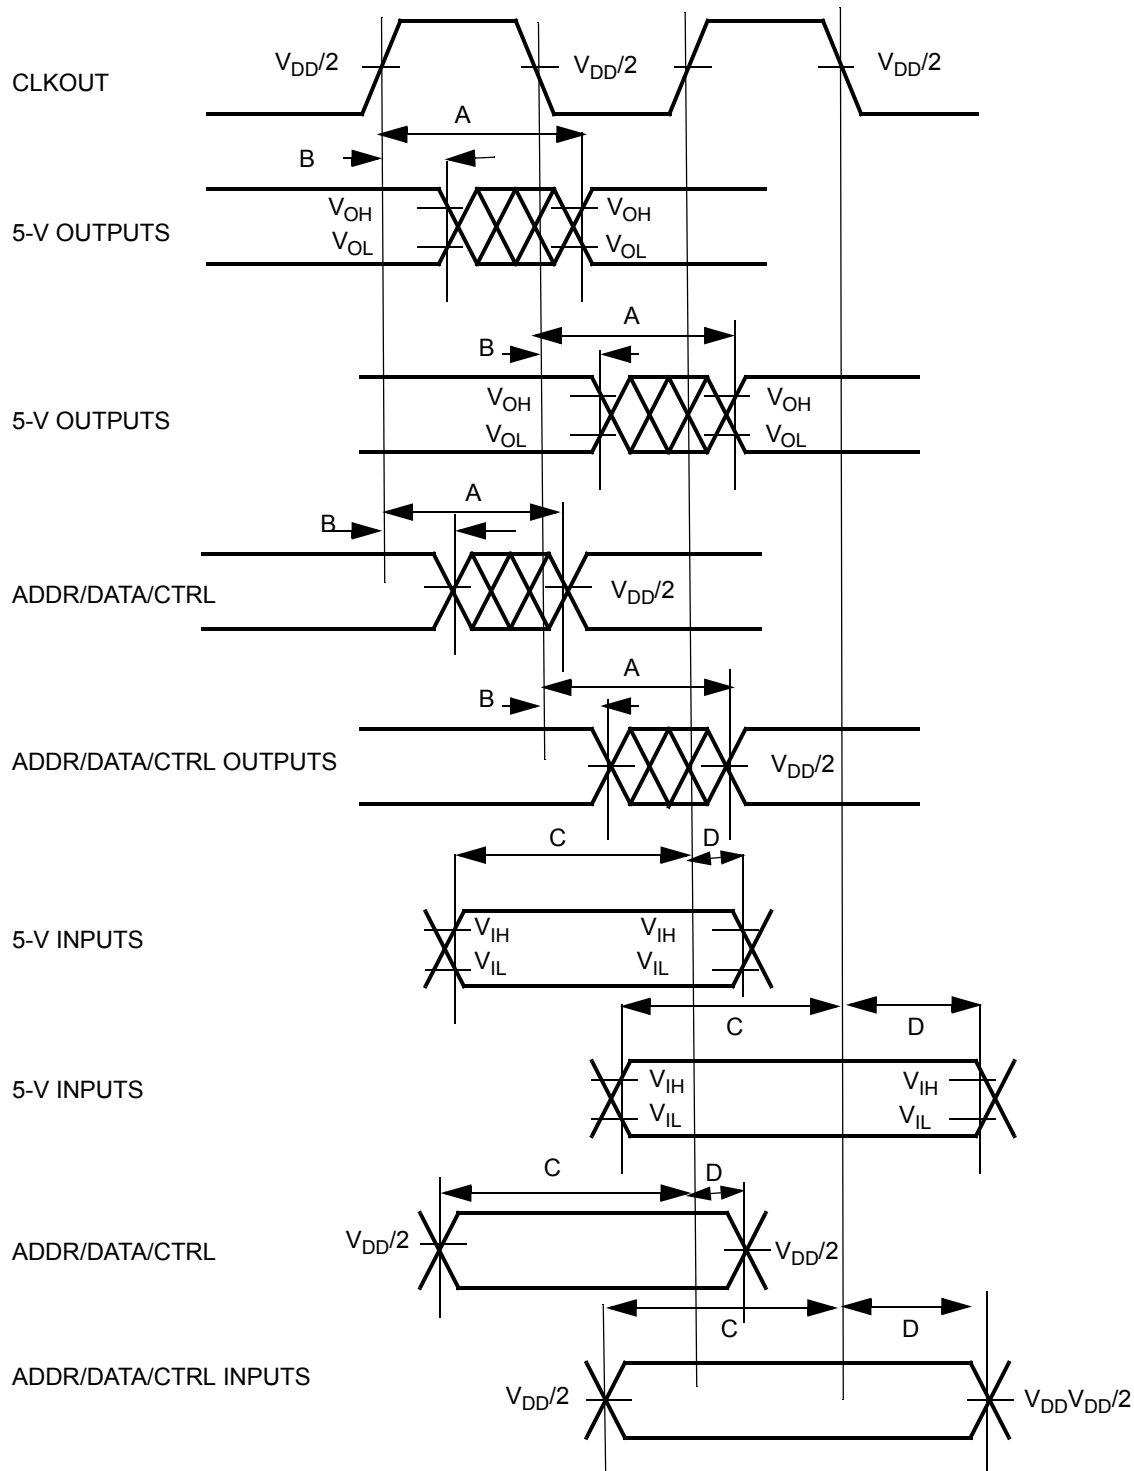 V_DD/2 V_DD/2 V_DD/2
CLKOUT
A
B
V_OH V_OH
5-V OUTPUTS
V_OL V_OL
A
B
V_OH V_OH
5-V OUTPUTS
V_OL V_OL
A
B
ADDR/DATA/CTRL V_DD/2
A
B
ADDR/DATA/CTRL OUTPUTS V_DD/2
C D
V_IH V_IH
5-V INPUTS
V_IL V_IL
C D
V_IH V_IH
5-V INPUTS
V_IL V_IL
C D
ADDR/DATA/CTRL V_DD/2 V_DD/2
C D
ADDR/DATA/CTRL INPUTS
V_DD/2 V_DDV_DD/2